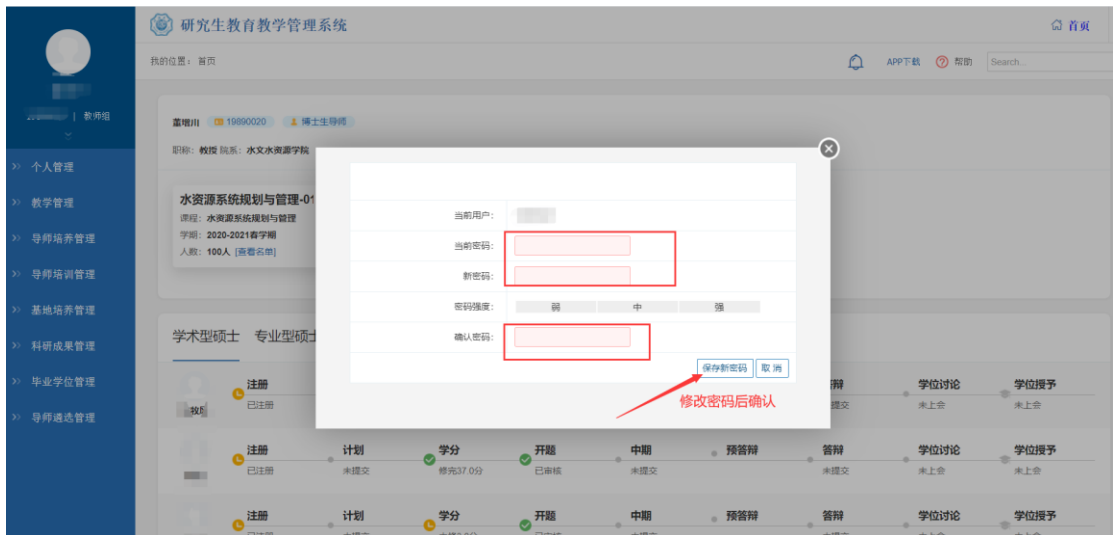 研究生教育教学管理系统
首页
我的位置: 首页
APP下载 帮助 Search...
| 教师组
董增川 19890020 博士生导师
职称: 教授 院系: 水文水资源学院
个人管理
教学管理
导师培养管理
导师培训管理
基地培养管理
科研成果管理
毕业学位管理
导师遴选管理
水资源系统规划与管理-01
课程: 水资源系统规划与管理
学期: 2020-2021春学期
人数: 100人 [查看名单]
当前用户:
当前密码:
新密码:
密码强度: 弱 中 强
确认密码:
保存新密码 取 消
修改密码后确认
学术型硕士 专业型硕士
注册 学位讨论 学位授予
已注册 未上会 未上会
注册 计划 学分 开题 中期 预答辩 答辩 学位讨论 学位授予
已注册 未提交 修完37.0分 已审核 未提交 未提交 未上会 未上会
注册 计划 学分 开题 中期 预答辩 答辩 学位讨论 学位授予